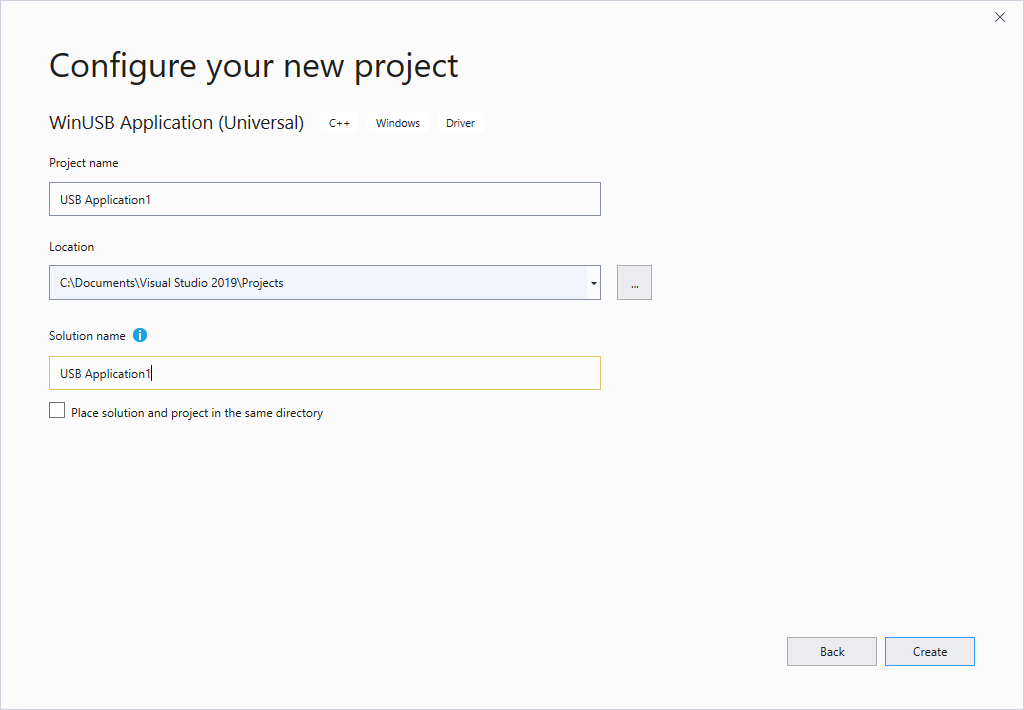 Configure your new project
WinUSB Application (Universal) C++ Windows Driver
Project name
USB Application1
Location
C:\Documents\Visual Studio 2019\Projects
...
Solution name
USB Application1
Place solution and project in the same directory
Back Create